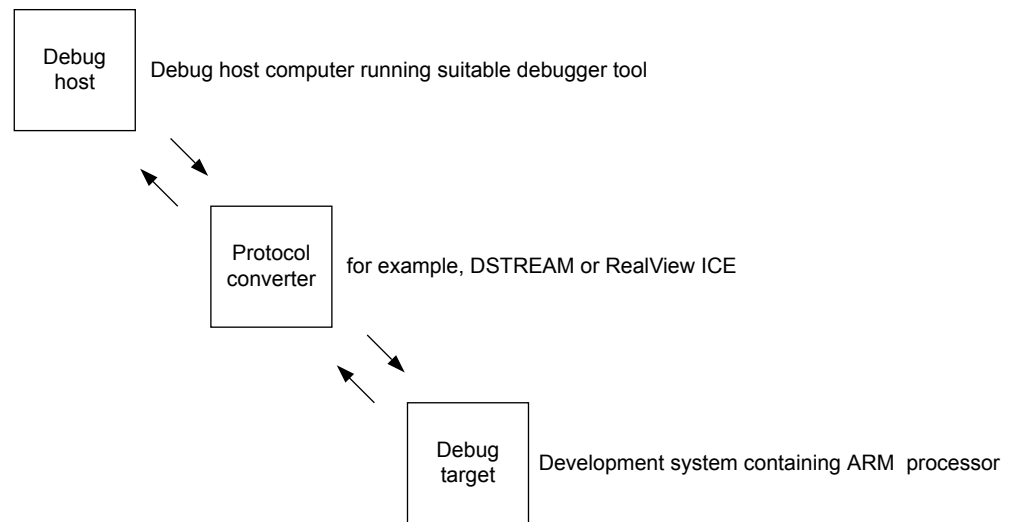 Debug
host
Debug host computer running suitable debugger tool
Protocol
converter
for example, DSTREAM or RealView ICE
Debug
target
Development system containing ARM processor